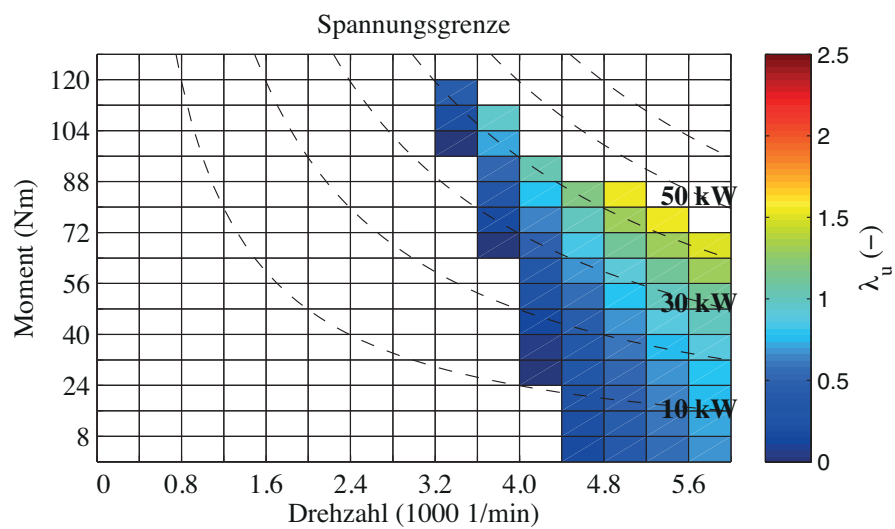 Spannungsgrenze
120
104
88
72
56
40
24
8
Moment (Nm)
50 kW
30 kW
10 kW
0 0.8 1.6 2.4 3.2 4.0 4.8 5.6
Drehzahl (1000 1/min)
2.5
2
1.5
1
0.5
0
λu (−)